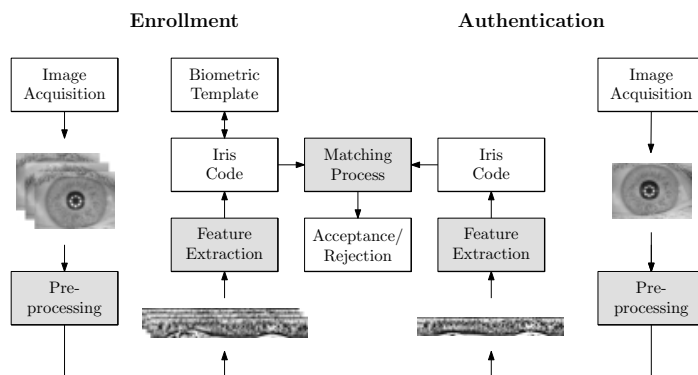 Enrollment
Authentication
Image
Acquisition
Biometric
Template
Image
Acquisition
Iris
Code
Matching
Process
Iris
Code
Feature
Extraction
Acceptance/
Rejection
Feature
Extraction
Pre-
processing
Pre-
processing